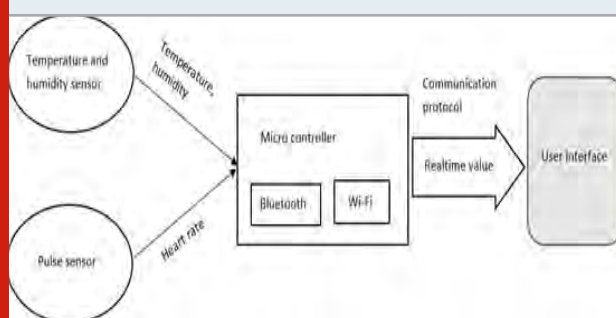 Temperature and
humidity sensor
Temperature,
humidity
Micro controller
Bluetooth
Wi-Fi
Communication
protocol
Realtime value
User Interface
Pulse sensor
Heart rate